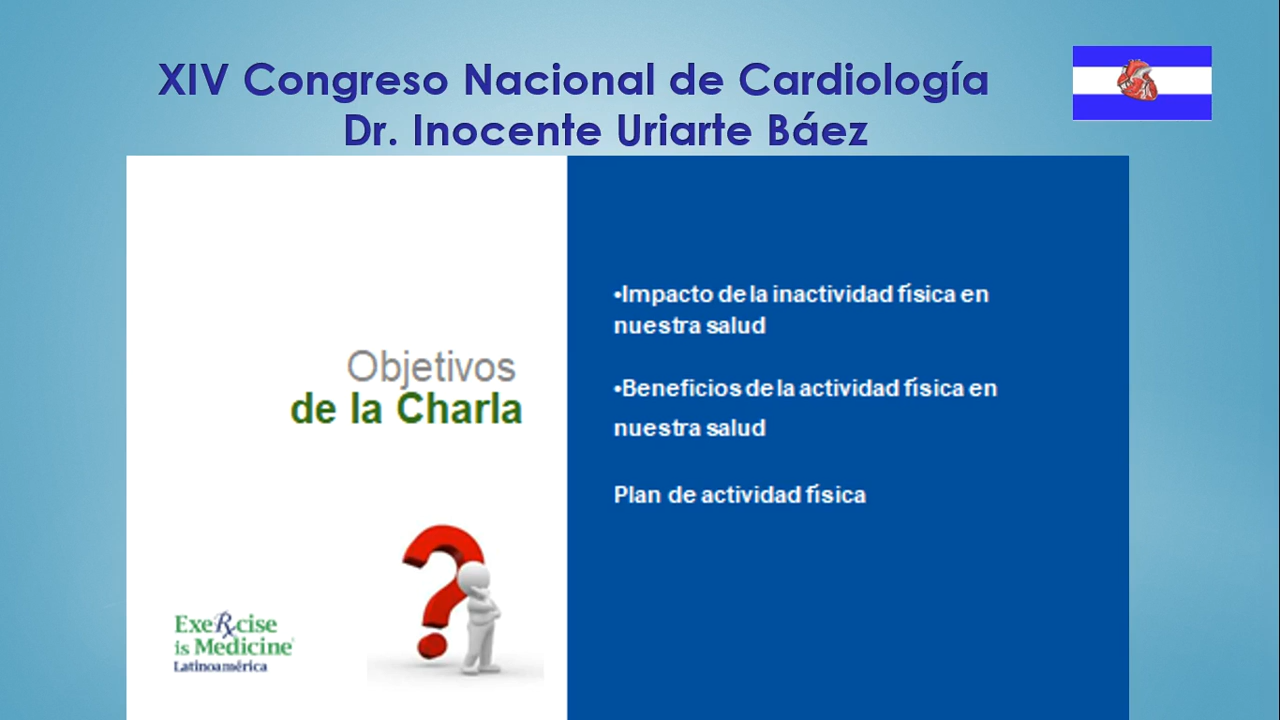 XIV Congreso Nacional de Cardiología
Dr. Inocente Uriarte Báez
Objetivos
de la Charla
•Impacto de la inactividad física en
nuestra salud
•Beneficios de la actividad física en
nuestra salud
Plan de actividad física
ExeRxcise
is Medicine
Latinoamérica